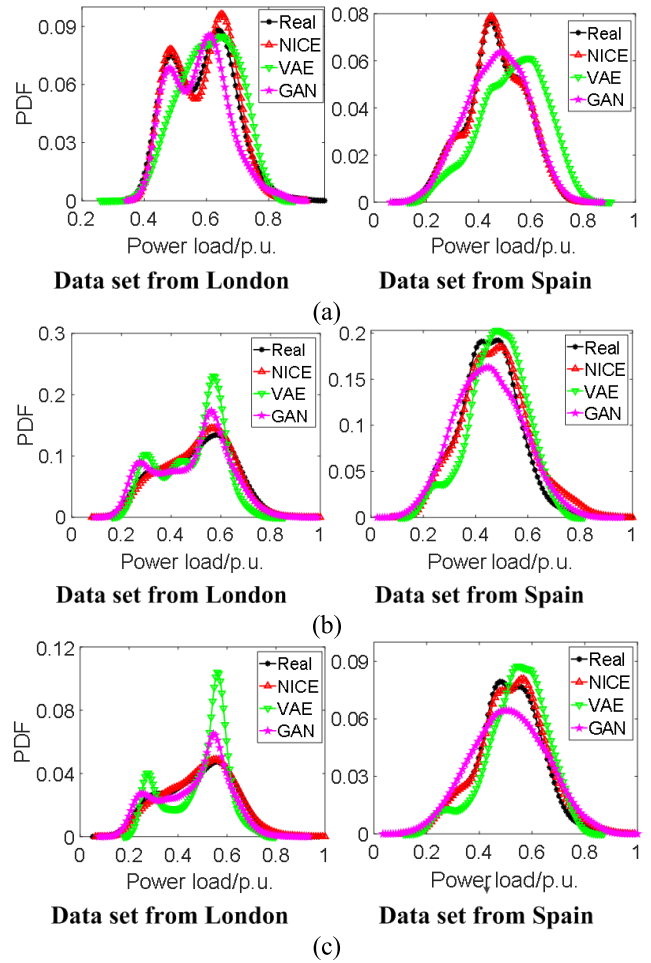 (a)
0.09
0.06
0.03
0
PDF
0.2 0.4 0.6 0.8
Power load/p.u.
Real
NICE
VAE
GAN
Data set from London
0.08
0.06
0.04
0.02
0
0 0.2 0.4 0.6 0.8 1
Power load/p.u.
Real
NICE
VAE
GAN
Data set from Spain
(a)
0.3
0.2
0.1
0
PDF
0 0.2 0.4 0.6 0.8 1
Power load/p.u.
Real
NICE
VAE
GAN
Data set from London
0.2
0.15
0.1
0.05
0
0 0.2 0.4 0.6 0.8 1
Power load/p.u.
Real
NICE
VAE
GAN
Data set from Spain
(b)
0.12
0.08
0.04
0
PDF
0 0.2 0.4 0.6 0.8 1
Power load/p.u.
Real
NICE
VAE
GAN
Data set from London
0.09
0.06
0.03
0
0 0.2 0.4 0.6 0.8 1
Power load/p.u.
Real
NICE
VAE
GAN
Data set from Spain
(c)